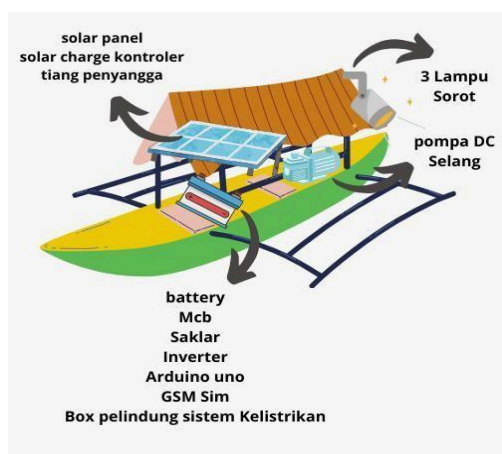 solar panel
solar charge kontroler
tiang penyangga
3 Lampu
Sorot
pompa DC
Selang
battery
Mcb
Saklar
Inverter
Arduino uno
GSM Sim
Box pelindung sistem Kelistrikan